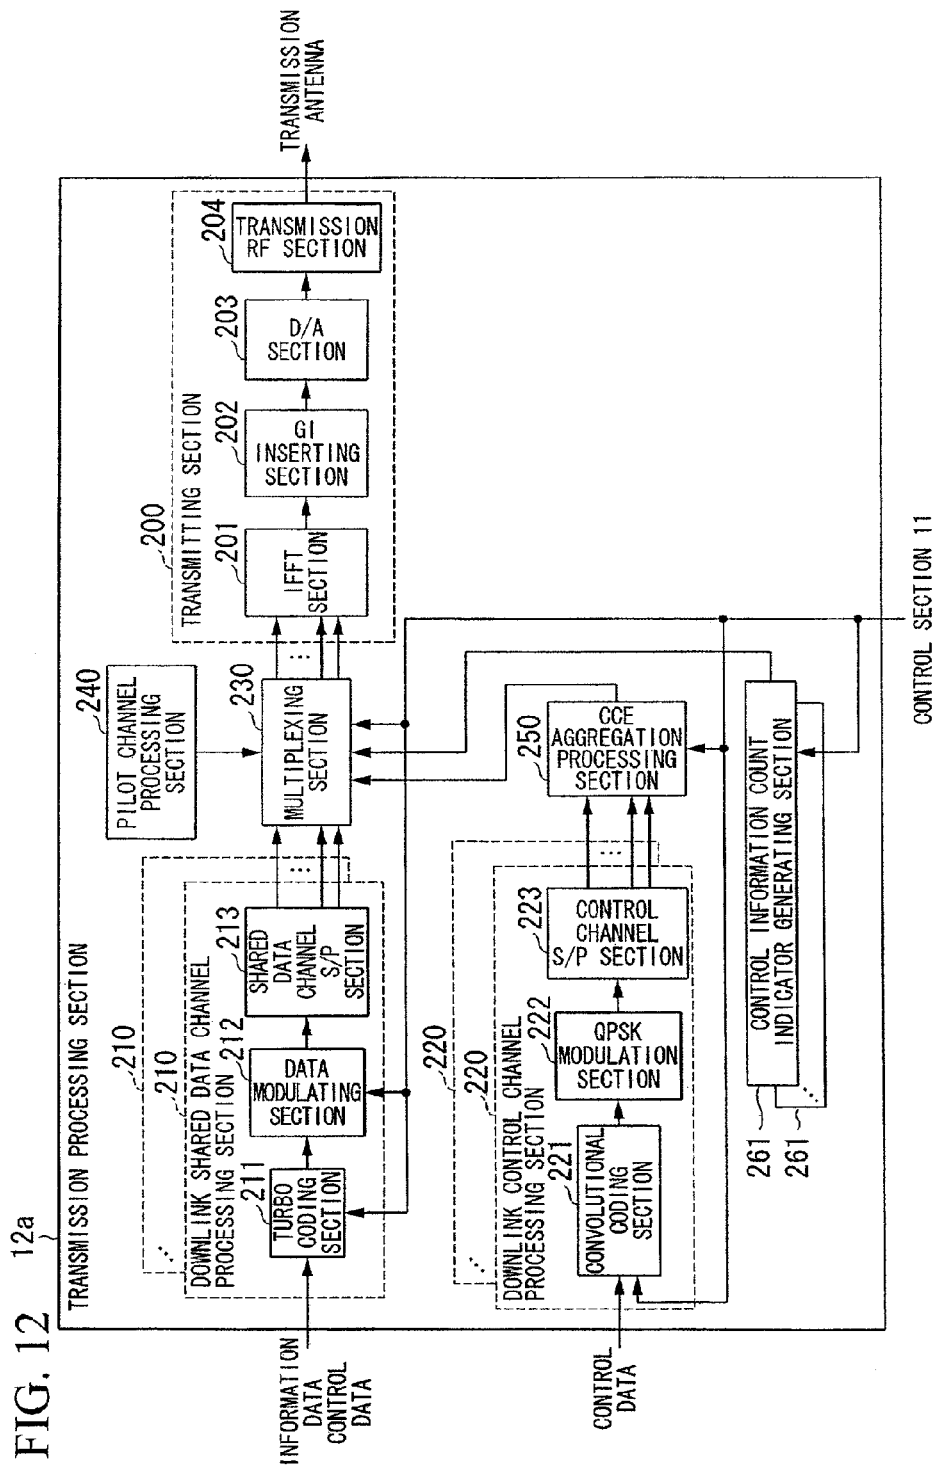 FIG. 12
12a
TRANSMISSION PROCESSING SECTION
INFORMATION
DATA
CONTROL
DATA
210
210
DOWNLINK SHARED DATA CHANNEL
PROCESSING SECTION
211
TURBO
CODING
SECTION
212
DATA
MODULATING
SECTION
213
SHARED
DATA
CHANNEL
S/P
SECTION
240
PILOT CHANNEL
PROCESSING
SECTION
230
MULTIPLEXING
SECTION
200
TRANSMITTING SECTION
201
IFFT
SECTION
202
GI
INSERTING
SECTION
203
D/A
SECTION
204
TRANSMISSION
RF SECTION
TRANSMISSION
ANTENNA
CONTROL
DATA
220
220
DOWNLINK CONTROL CHANNEL
PROCESSING SECTION
221
CONVOLUTIONAL
CODING
SECTION
222
QPSK
MODULATION
SECTION
223
CONTROL
CHANNEL
S/P SECTION
250
CCE
AGGREGATION
PROCESSING
SECTION
261
261
CONTROL INFORMATION COUNT
INDICATOR GENERATING SECTION
CONTROL SECTION 11